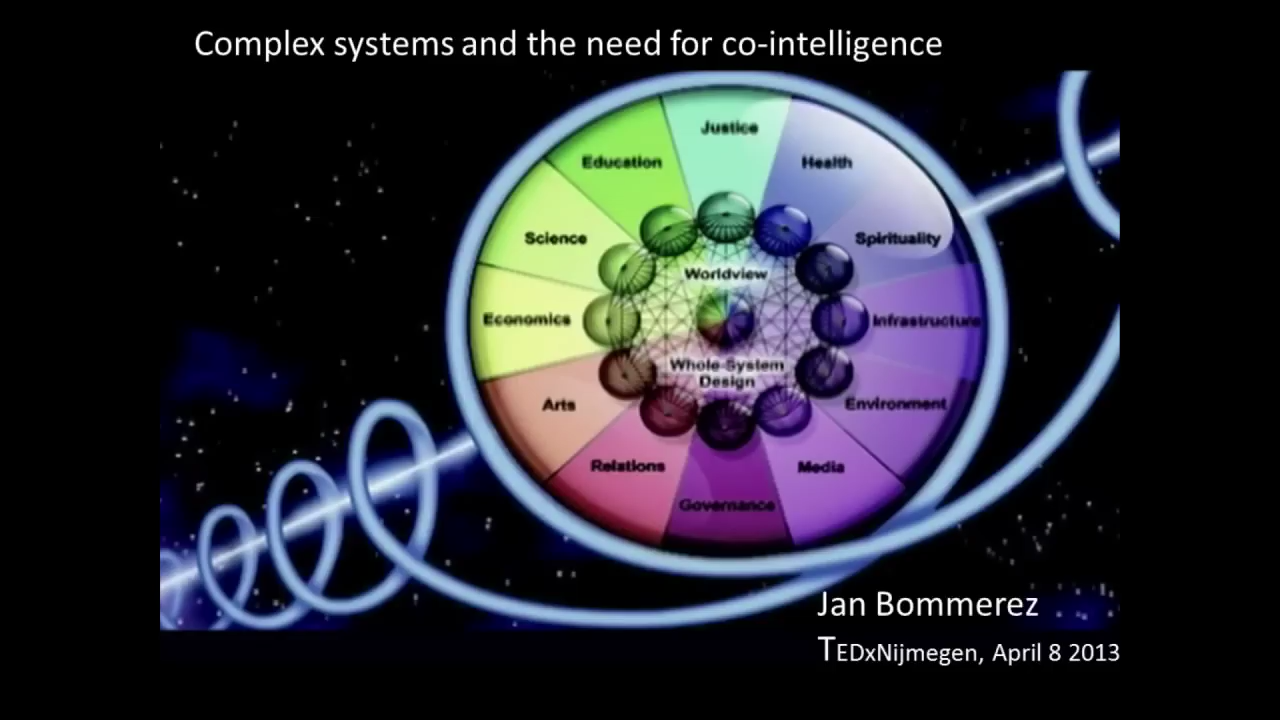 Complex systems and the need for co-intelligence
Justice
Education
Health
Science
Spirituality
Worldview
Economics
Infrastructure
Whole-System
Design
Arts
Environment
Relations
Media
Governance
Jan Bommerez
TEDxNijmegen, April 8 2013